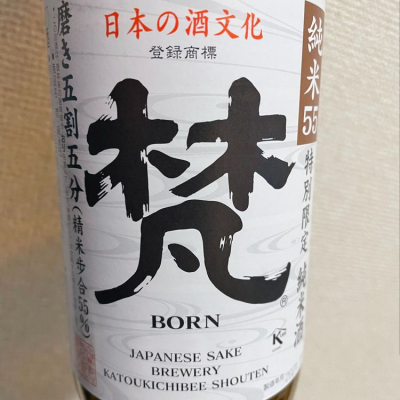 日本の酒文化
登録商標
梵
®
BORN
JAPANESE SAKE
BREWERY
KATOUKICHIBEE SHOUTEN
純米55
特別限定 純米酒
磨き五割五分(精米歩合55%)
K